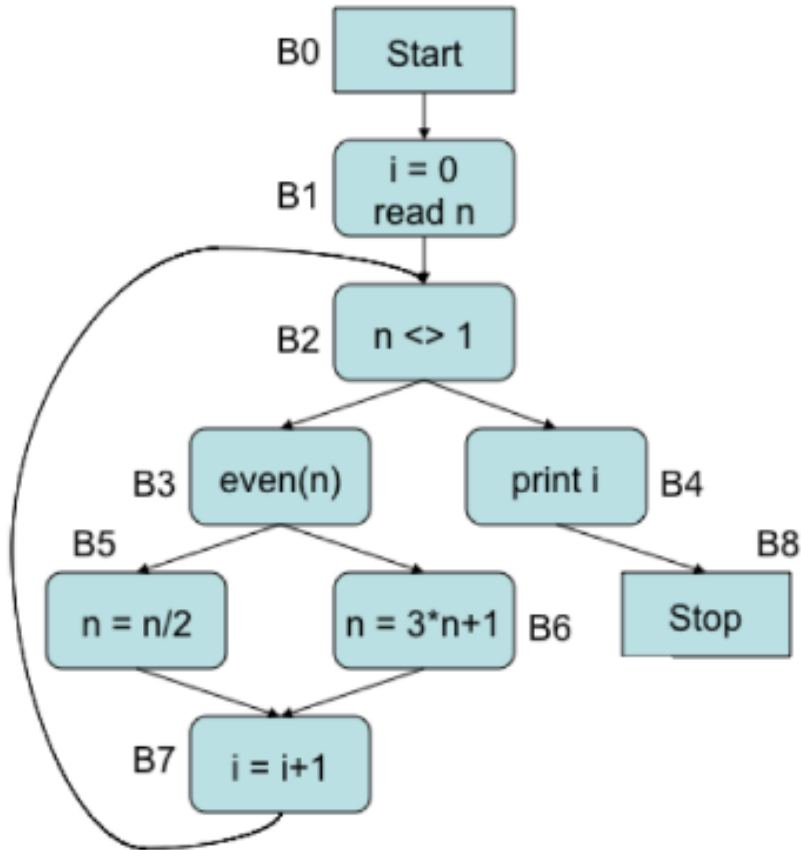 B0
Start
B1
i = 0
read n
B2
n <> 1
B3
even(n)
print i
B4
B5
n = n/2
n = 3*n+1
B6
B8
Stop
B7
i = i+1